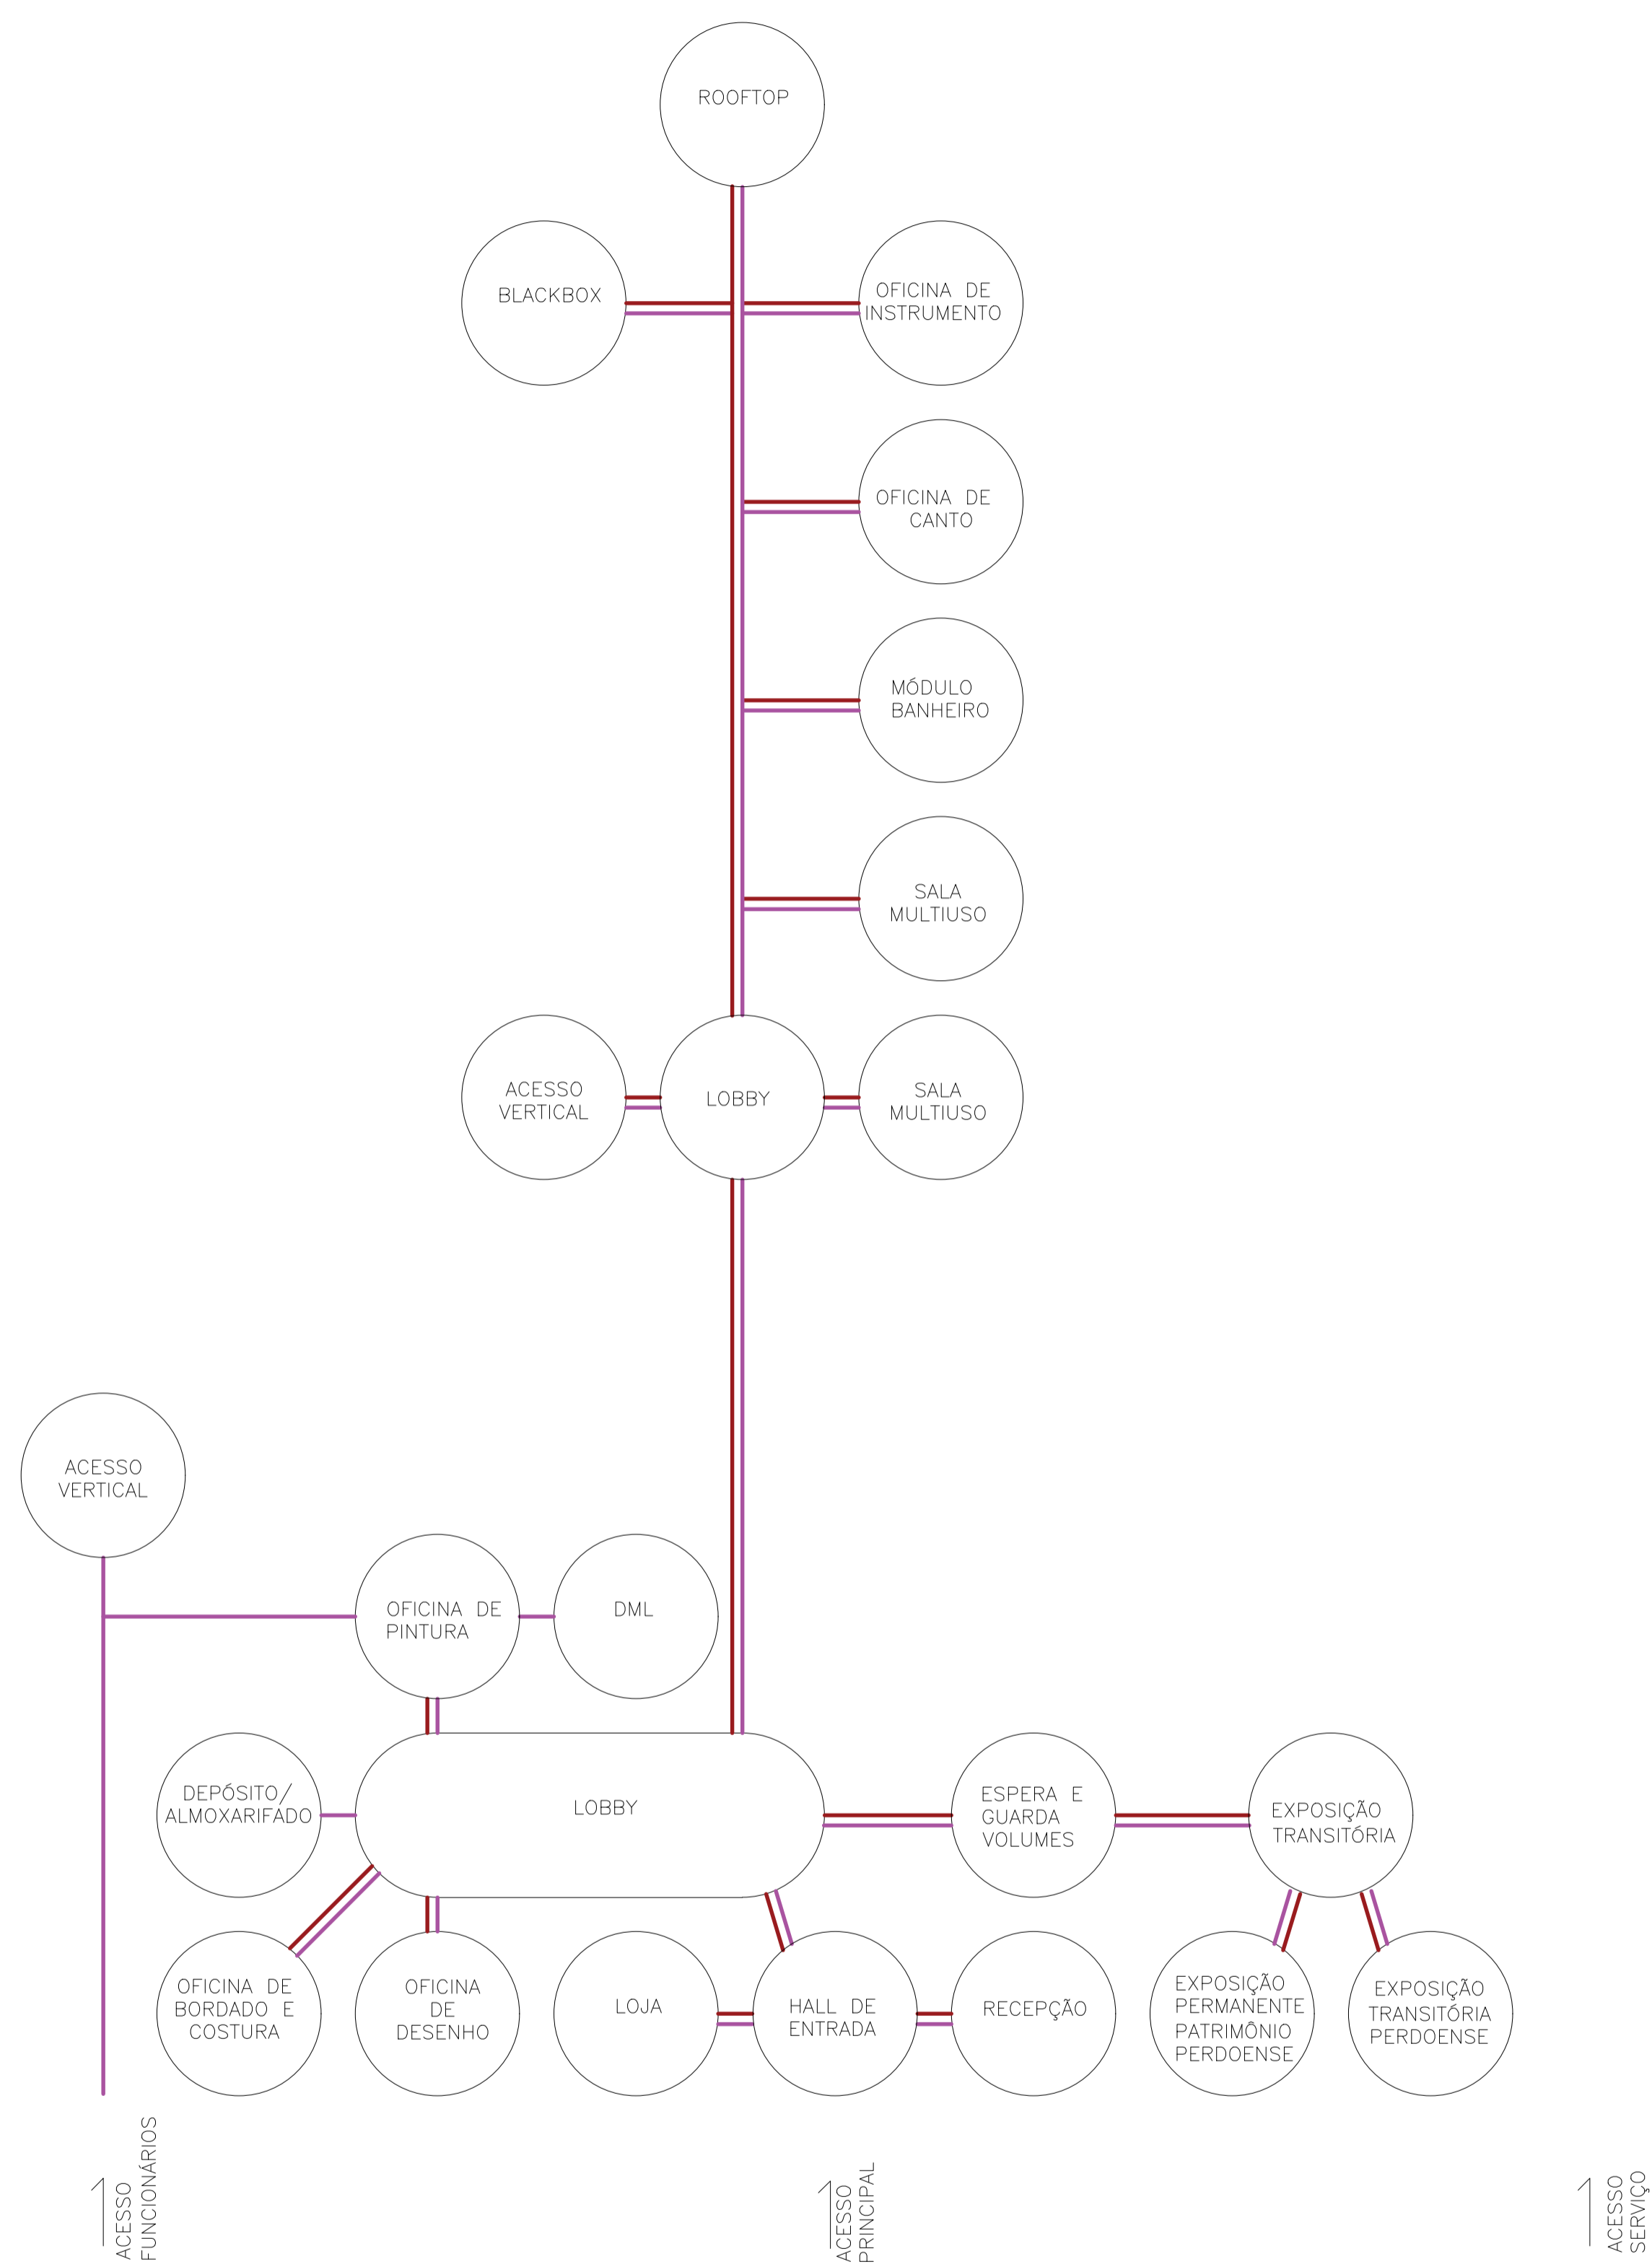 ROOFTOP
BLACKBOX
OFICINA DE
INSTRUMENTO
OFICINA DE
CANTO
MÓDULO
BANHEIRO
SALA
MULTIUSO
ACESSO
VERTICAL
LOBBY
SALA
MULTIUSO
ACESSO
VERTICAL
OFICINA DE
PINTURA
DML
DEPÓSITO/
ALMOXARIFADO
LOBBY
ESPERA E
GUARDA
VOLUMES
EXPOSIÇÃO
TRANSITÓRIA
OFICINA DE
BORDADO E
COSTURA
OFICINA
DE
DESENHO
LOJA
HALL DE
ENTRADA
RECEPÇÃO
EXPOSIÇÃO
PERMANENTE
PATRIMÔNIO
PERDOENSE
EXPOSIÇÃO
TRANSITÓRIA
PERDOENSE
ACESSO
FUNCIONÁRIOS
ACESSO
PRINCIPAL
ACESSO
SERVIÇO